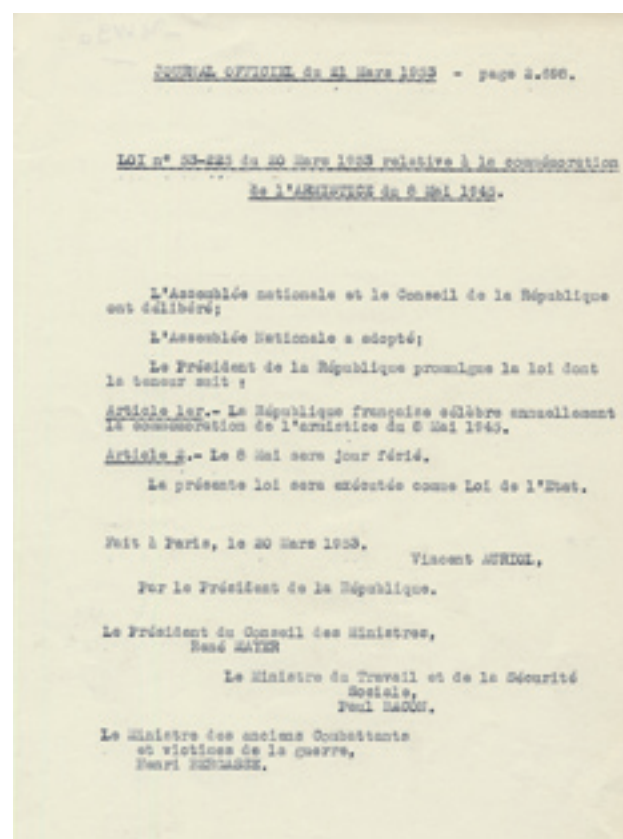 JOURNAL OFFICIEL du 21 Mars 1953 - page 2.698.
LOI n° 53-225 du 20 Mars 1953 relative à la commémoration
de l'ARMISTICE du 8 Mai 1945.
L'Assemblée nationale et le Conseil de la République
ont délibéré;
L'Assemblée Nationale a adopté;
Le Président de la République promulgue la loi dont
la teneur suit :
Article 1er.- La République française célèbre annuellement
la commémoration de l'armistice du 8 Mai 1945.
Article 2.- Le 8 Mai sera jour férié.
La présente loi sera exécutée comme Loi de l'Etat.
Fait à Paris, le 20 Mars 1953.
Vincent AURIOL,
Par le Président de la République.
Le Président du Conseil des Ministres,
René MAYER
Le Ministre du Travail et de la Sécurité
Sociale,
Paul BACON.
Le Ministre des anciens Combattants
et victimes de la guerre,
Henri BERGASSE.